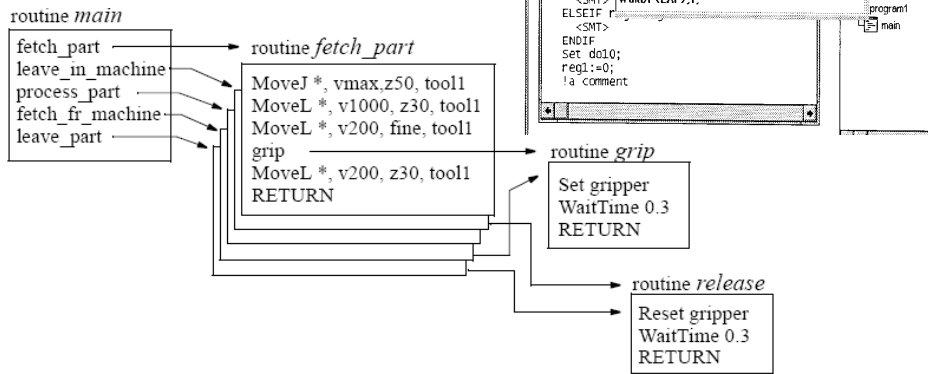 routine main
fetch_part
leave_in_machine
process_part
fetch_fr_machine
leave_part
routine fetch_part
MoveJ *, vmax,z50, tool1
MoveL *, v1000, z30, tool1
MoveL *, v200, fine, tool1
grip
MoveL *, v200, z30, tool1
RETURN
<SMT>
ELSEIF
<SMT>
ENDIF
Set do10;
reg1:=0;
!a comment
program1
main
routine grip
Set gripper
WaitTime 0.3
RETURN
routine release
Reset gripper
WaitTime 0.3
RETURN